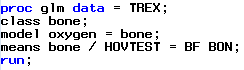 proc glm data = TREX;
class bone;
model oxygen = bone;
means bone / HOVTEST = BF BON;
run;